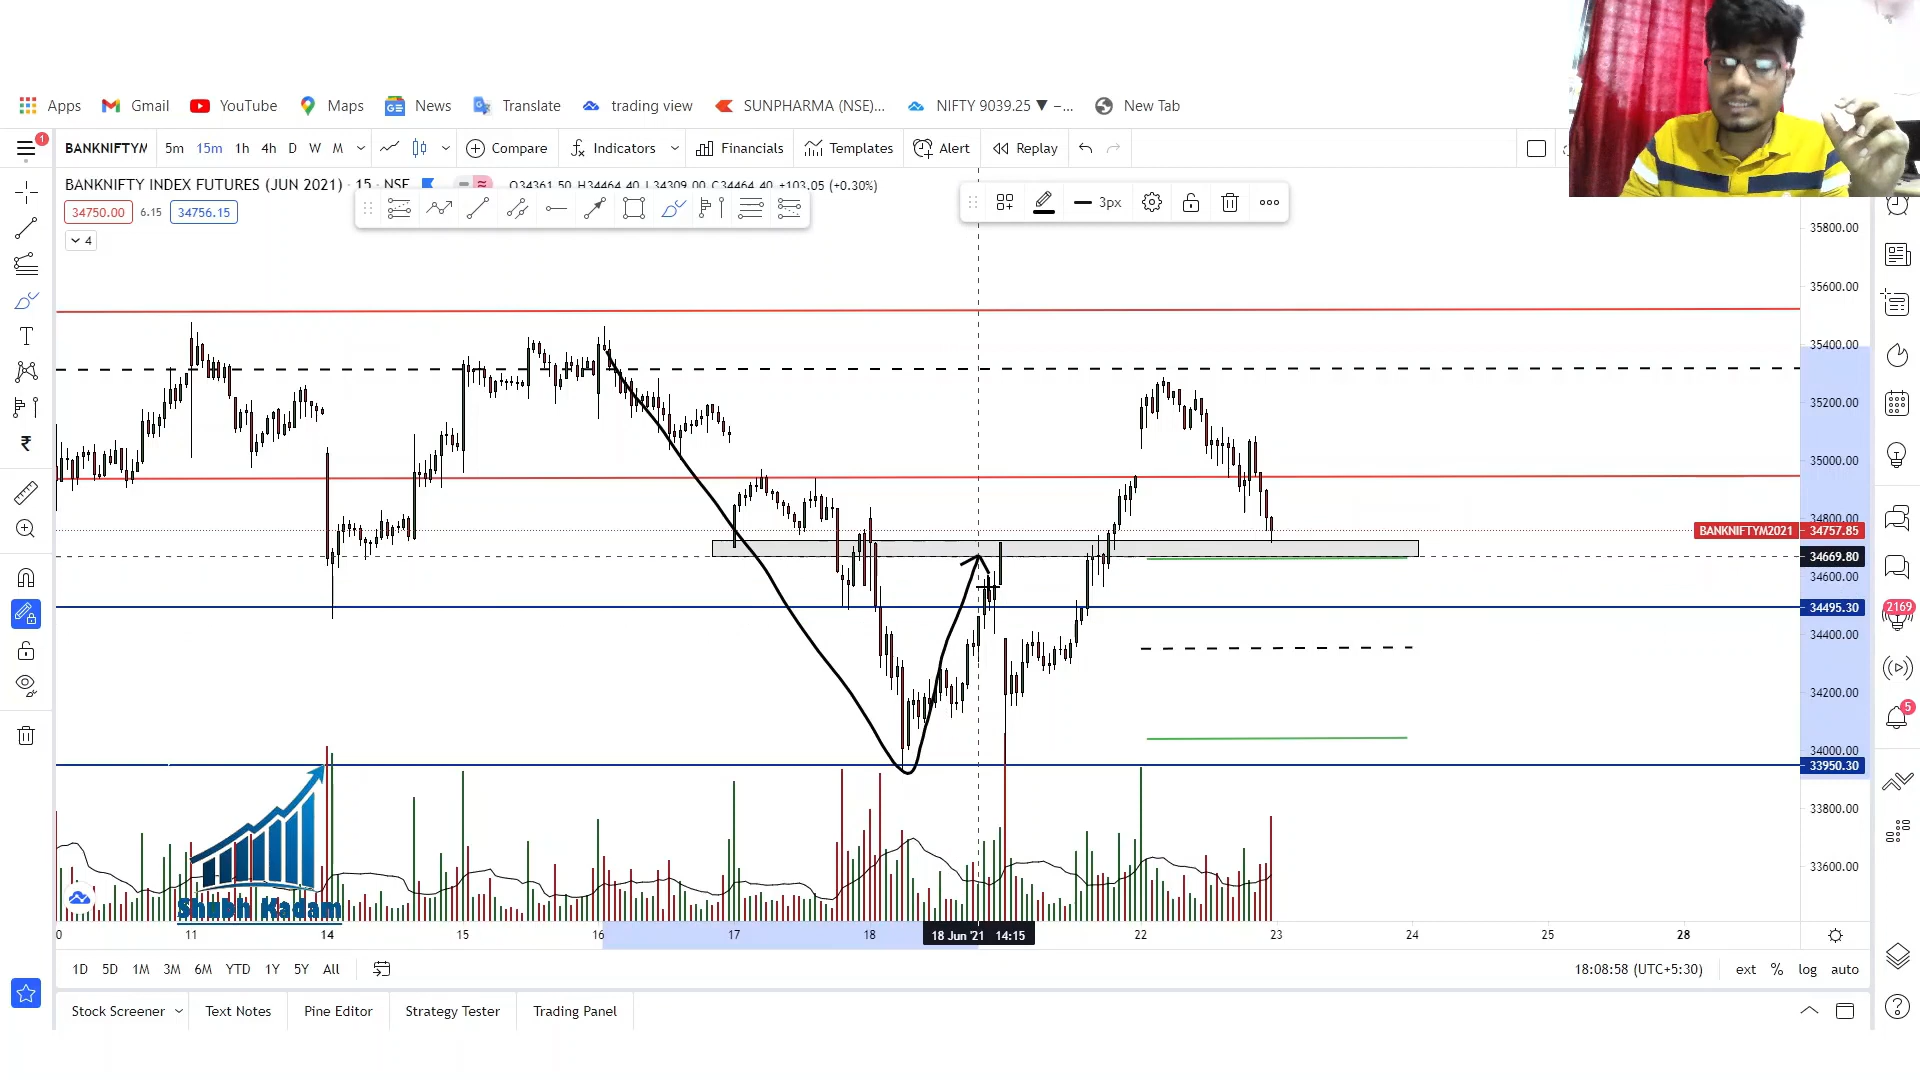 Apps Gmail YouTube Maps News Translate trading view SUNPHARMA (NSE)... NIFTY 9039.25 ▼ −... New Tab
1
BANKNIFTYM 5m 15m 1h 4h D W M Compare Indicators Financials Templates Alert Replay
BANKNIFTY INDEX FUTURES (JUN 2021) · 15 · NSE O34361.50 H34464.40 L34309.00 C34464.40 +103.05 (+0.30%)
34750.00 6.15 34756.15
3px
4
35800.00
35600.00
35400.00
35200.00
35000.00
34800.00
BANKNIFTYM2021 34757.85
34669.80
34600.00
34495.30
2169
34400.00
34200.00
5
34000.00
33950.30
33800.00
33600.00
Shubh Kadam
0 11 14 15 16 17 18 18 Jun '21 14:15 22 23 24 25 28
1D 5D 1M 3M 6M YTD 1Y 5Y All 18:08:58 (UTC+5:30) ext % log auto
Stock Screener Text Notes Pine Editor Strategy Tester Trading Panel